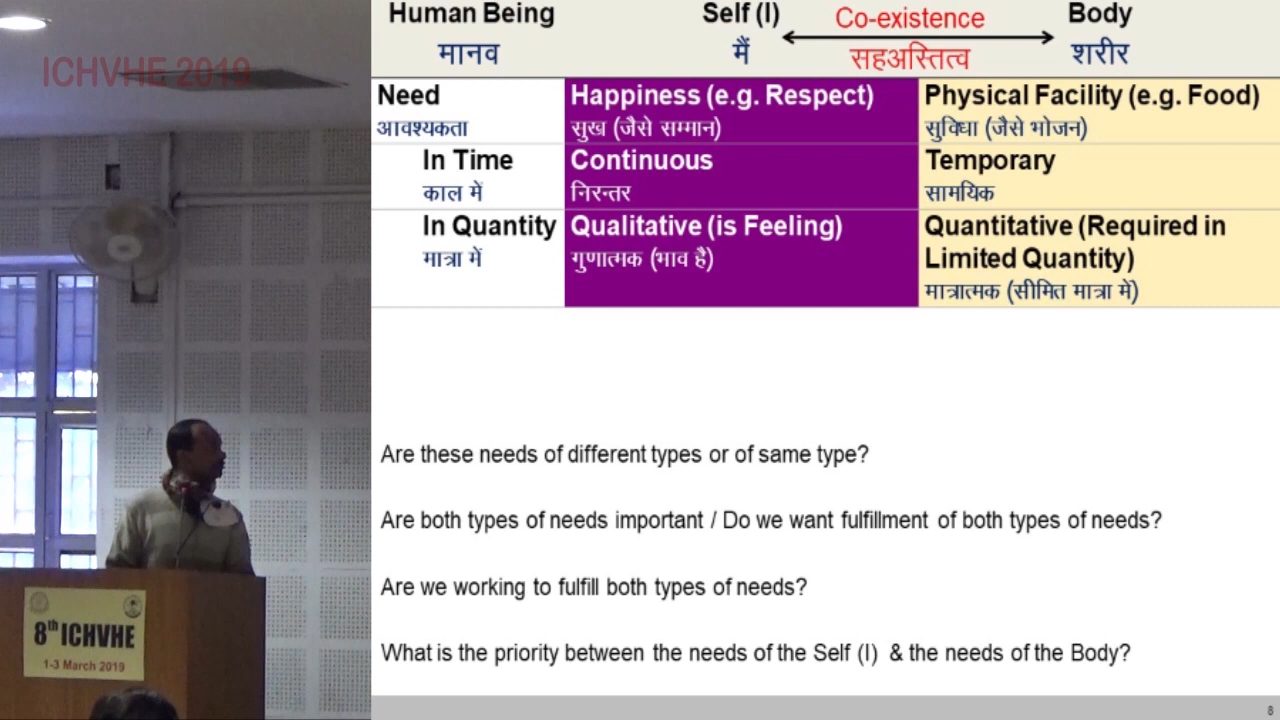 ICHVHE 2019
8th ICHVHE
1-3 March 2019
Human Being Self (I) Co-existence Body
मानव मैं सहअस्तित्व शरीर
Need Happiness (e.g. Respect) Physical Facility (e.g. Food)
आवश्यकता सुख (जैसे सम्मान) सुविधा (जैसे भोजन)
In Time Continuous Temporary
काल में निरन्तर सामयिक
In Quantity Qualitative (is Feeling) Quantitative (Required in
मात्रा में गुणात्मक (भाव है) Limited Quantity)
मात्रात्मक (सीमित मात्रा में)
Are these needs of different types or of same type?
Are both types of needs important / Do we want fulfillment of both types of needs?
Are we working to fulfill both types of needs?
What is the priority between the needs of the Self (I) & the needs of the Body?
8